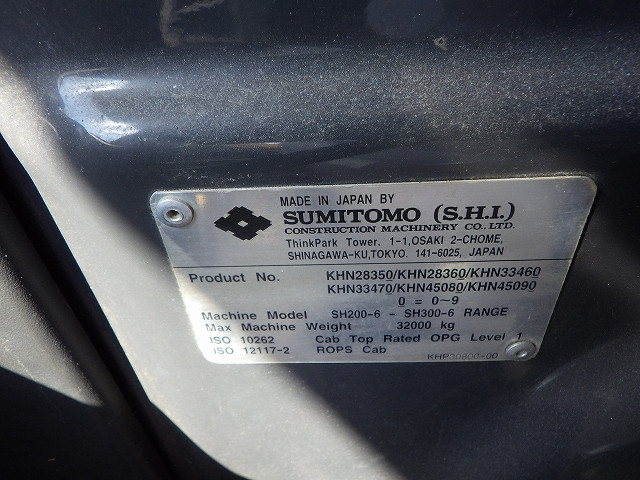 MADE IN JAPAN BY
SUMITOMO (S.H.I.)
CONSTRUCTION MACHINERY CO., LTD.
ThinkPark Tower. 1-1,OSAKI 2-CHOME,
SHINAGAWA-KU,TOKYO. 141-6025, JAPAN
Product No. KHN28350/KHN28360/KHN33460
KHN33470/KHN45080/KHN45090
0 = 0~9
Machine Model SH200-6 - SH300-6 RANGE
Max Machine Weight 32000 kg
ISO 10262 Cab Top Rated OPG Level 1
ISO 12117-2 ROPS Cab
KHP30800-00